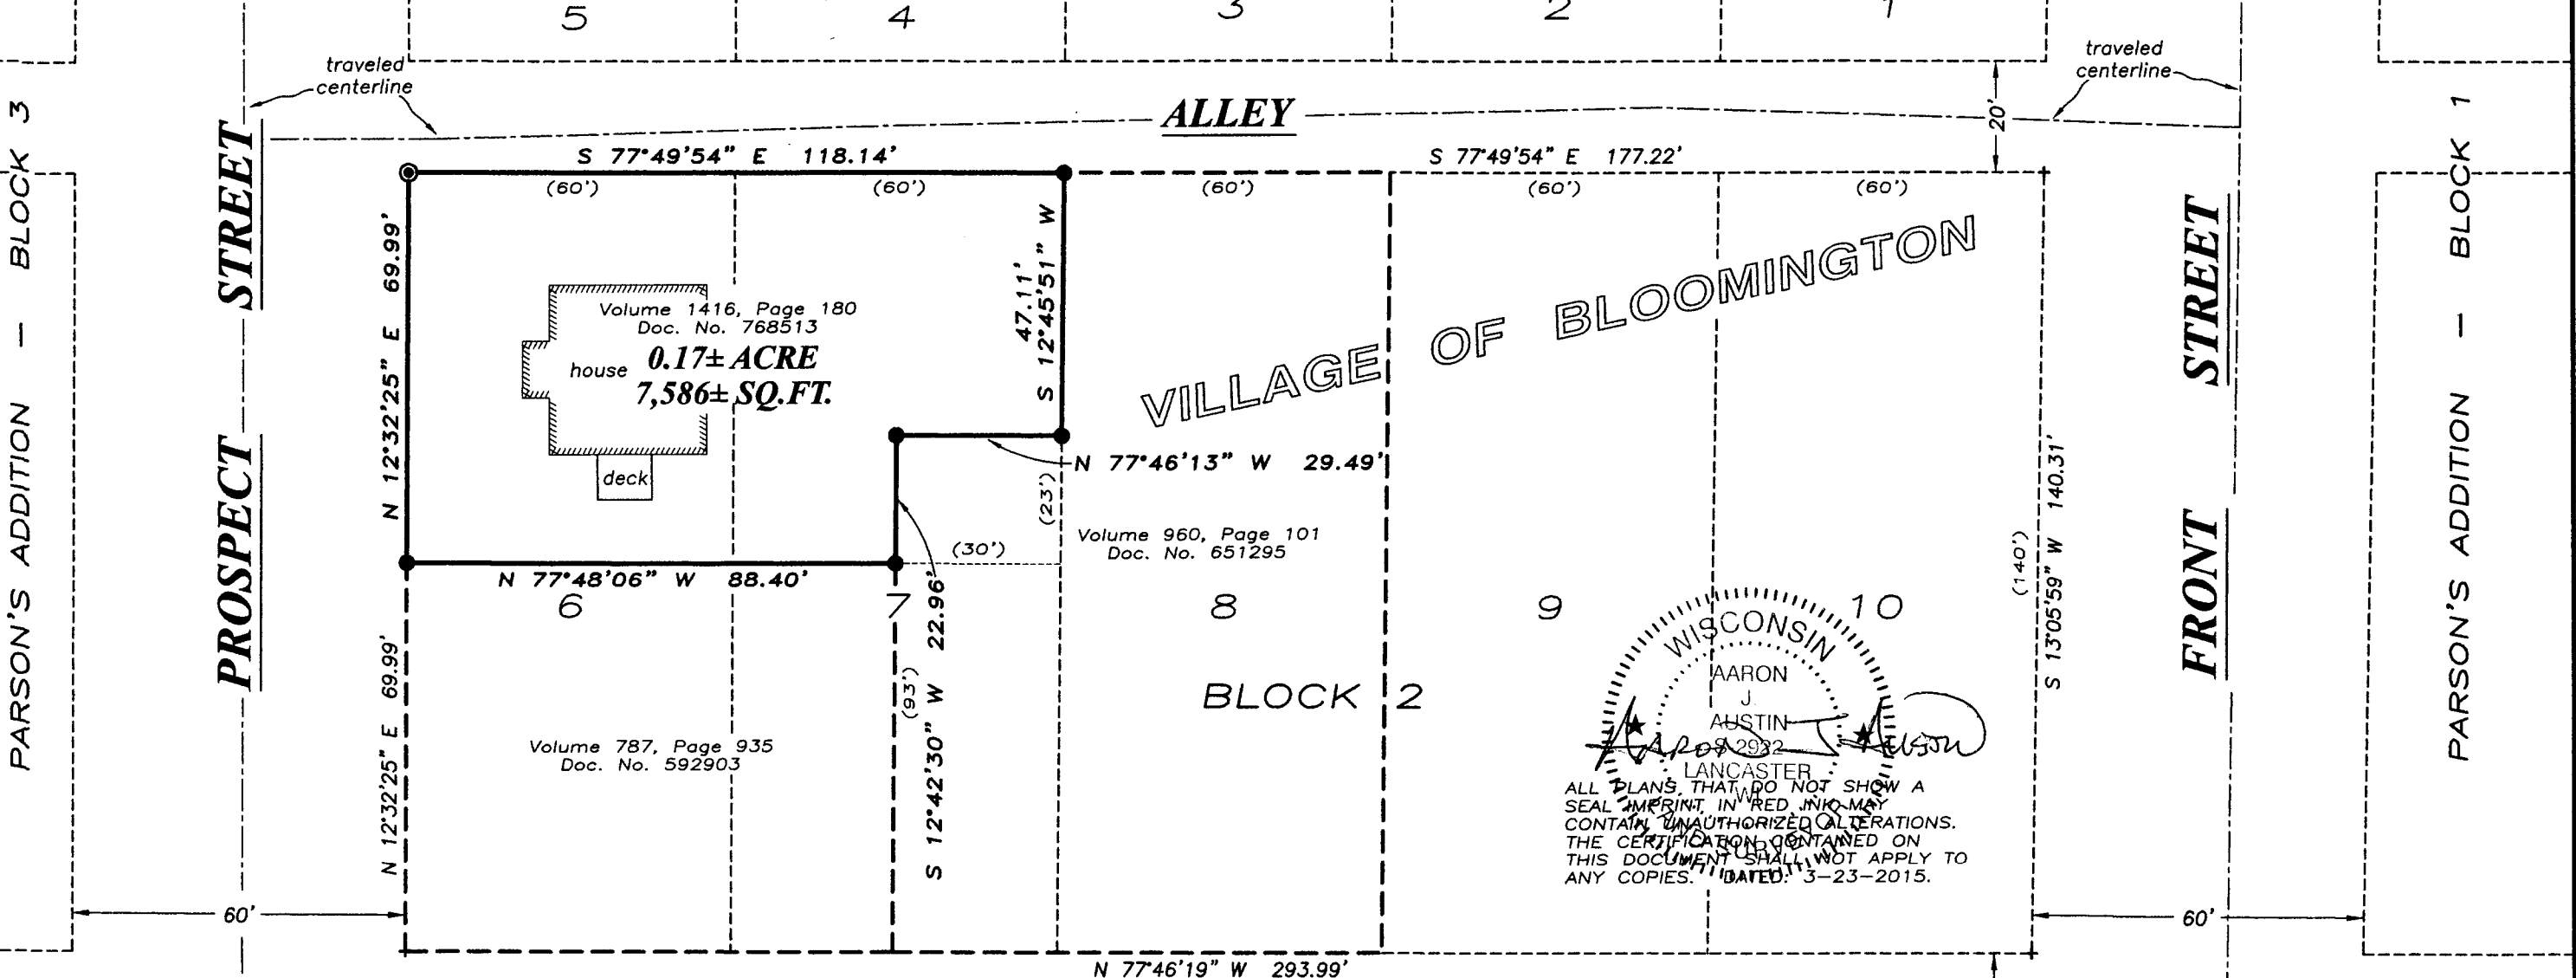 5
4
3
2
1
traveled
centerline
traveled
centerline
ALLEY
20'
S 77°49'54" E 118.14'
S 77°49'54" E 177.22'
(60')
(60')
(60')
(60')
(60')
PARSON'S ADDITION — BLOCK 3
PROSPECT STREET
N 12°32'25" E 69.99'
47.11'
S 12°45'51" W
VILLAGE OF BLOOMINGTON
Volume 1416, Page 180
Doc. No. 768513
house
0.17± ACRE
7,586± SQ.FT.
deck
N 77°46'13" W 29.49'
(23')
(30')
Volume 960, Page 101
Doc. No. 651295
N 77°48'06" W 88.40'
6
7
8
9
10
S 12°42'30" W 22.96'
(93')
N 12°32'25" E 69.99'
Volume 787, Page 935
Doc. No. 592903
BLOCK 2
(140')
S 13°05'59" W 140.31'
FRONT STREET
PARSON'S ADDITION — BLOCK 1
WISCONSIN
AARON
J.
AUSTIN
S-2922
LANCASTER
WI
LAND SURVEYOR
Aaron J Austin
ALL PLANS THAT DO NOT SHOW A
SEAL IMPRINT IN RED INK MAY
CONTAIN UNAUTHORIZED ALTERATIONS.
THE CERTIFICATION CONTAINED ON
THIS DOCUMENT SHALL NOT APPLY TO
ANY COPIES. DATED: 3-23-2015.
60'
60'
N 77°46'19" W 293.99'